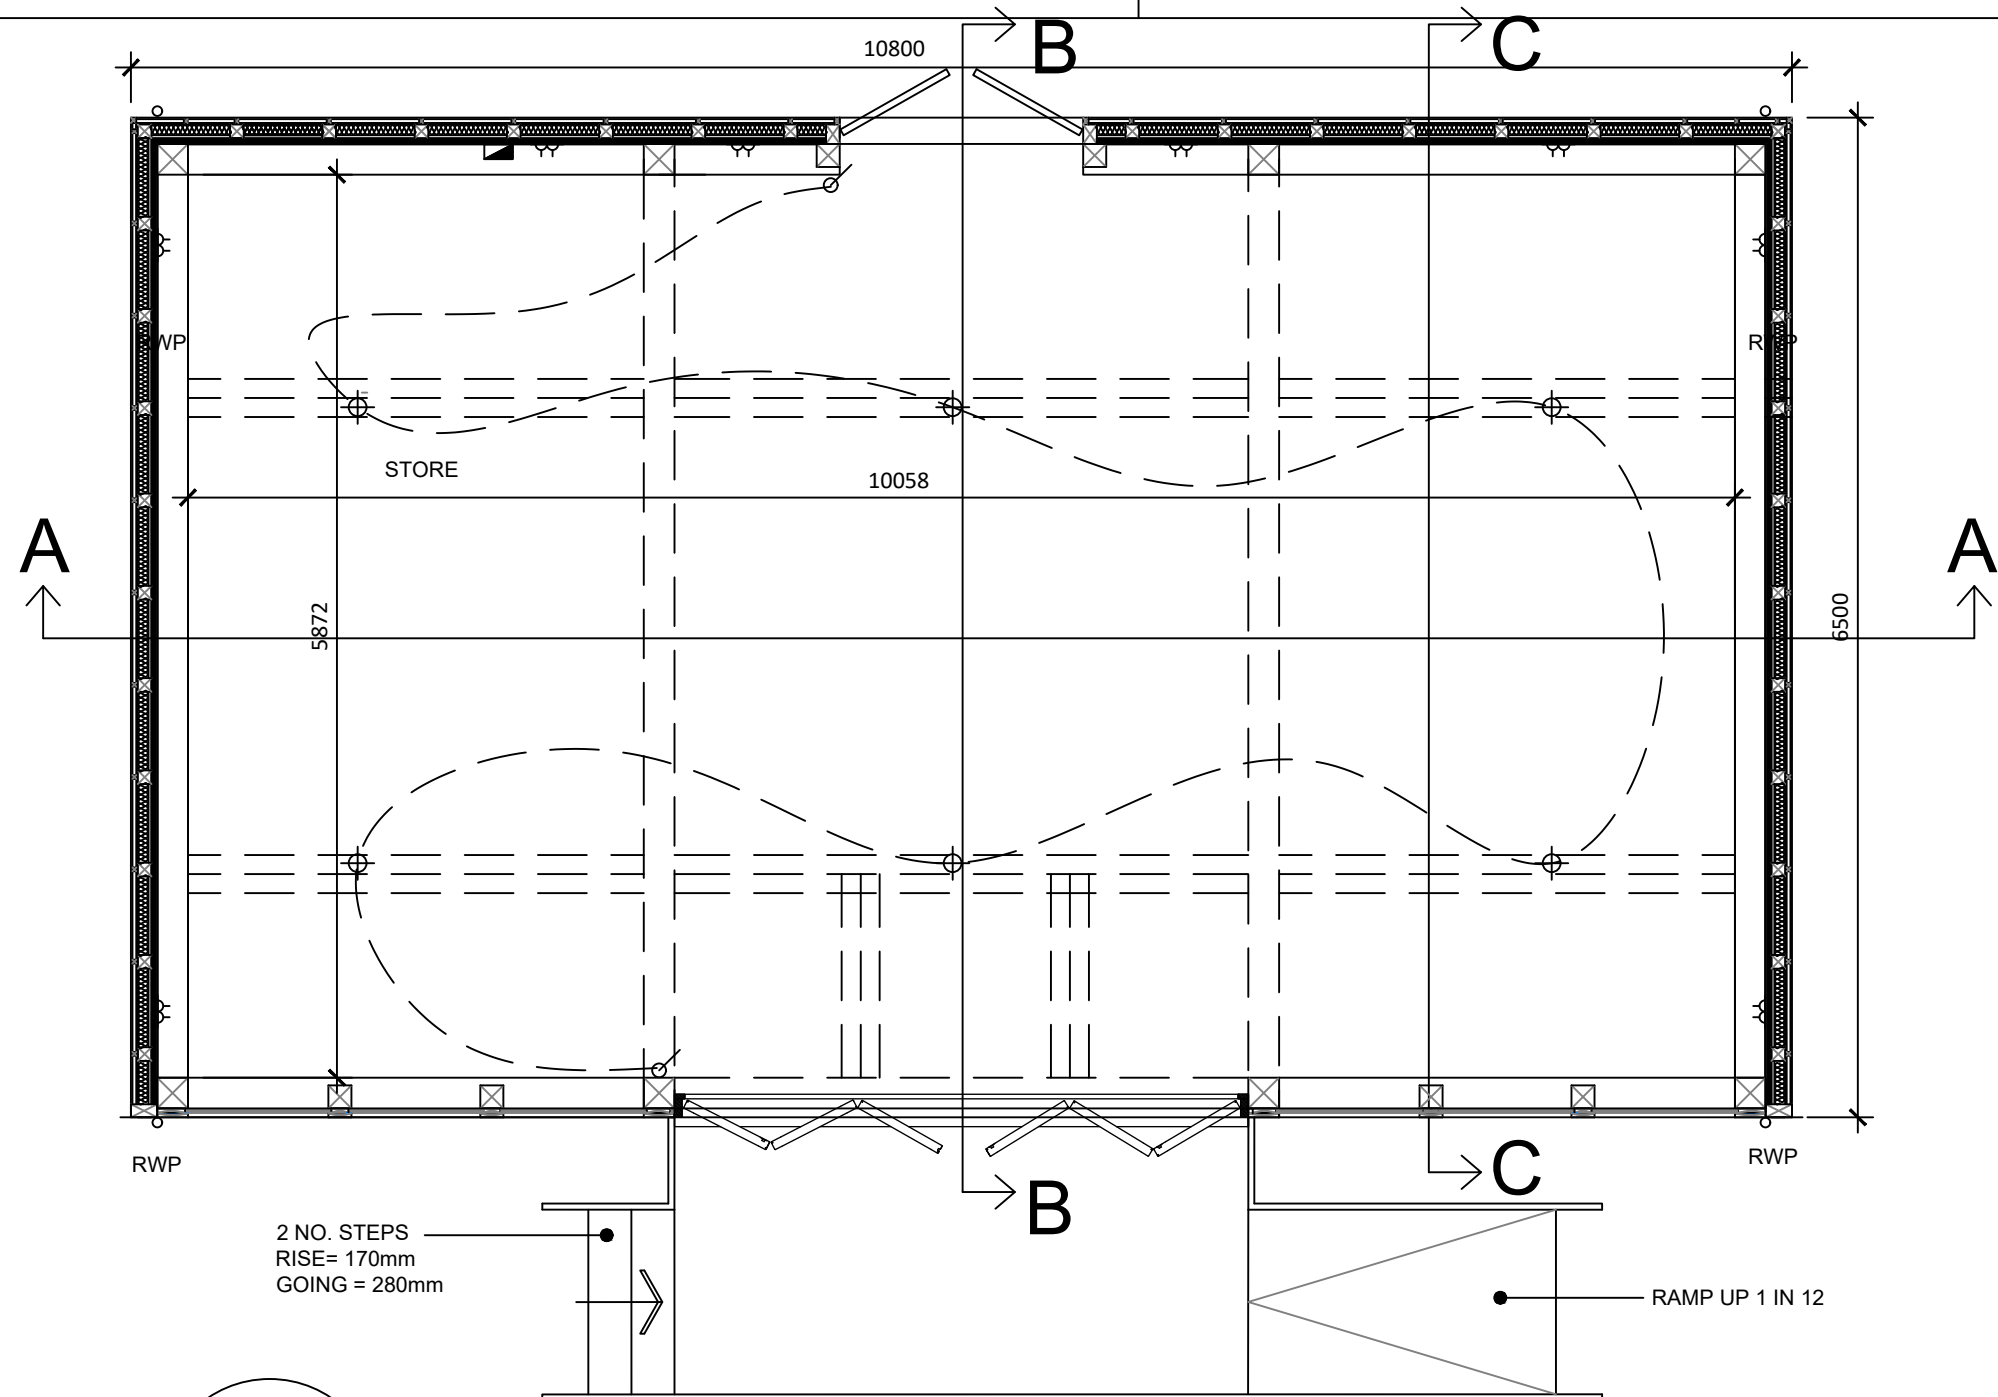 B
C
10800
RWP
RWP
STORE
10058
A
A
5872
6500
RWP
RWP
C
B
2 NO. STEPS
RISE= 170mm
GOING = 280mm
RAMP UP 1 IN 12